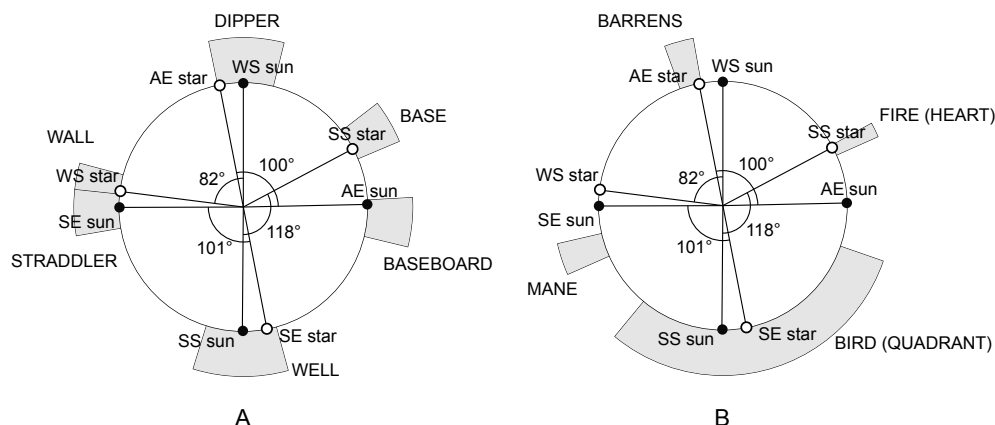 DIPPER
AE star
WS sun
BASE
SS star
WALL
WS star
82°
100°
AE sun
SE sun
101°
118°
STRADDLER
BASEBOARD
SS sun
SE star
WELL
A
BARRENS
AE star
WS sun
FIRE (HEART)
SS star
WS star
82°
100°
AE sun
SE sun
101°
118°
MANE
SS sun
SE star
BIRD (QUADRANT)
B